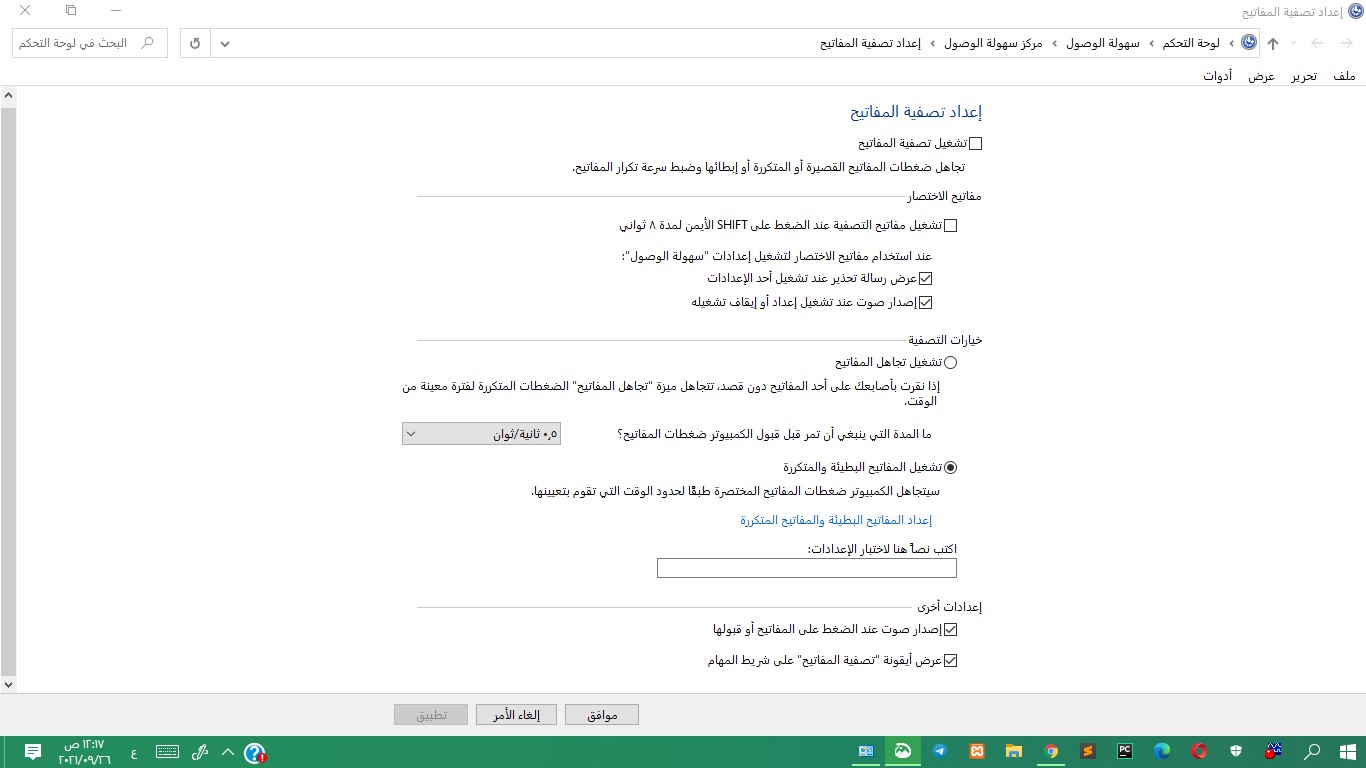 إعداد تصفية المفاتيح
لوحة التحكم › سهولة الوصول › مركز سهولة الوصول › إعداد تصفية المفاتيح
البحث في لوحة التحكم
ملف تحرير عرض أدوات
إعداد تصفية المفاتيح
تشغيل تصفية المفاتيح
تجاهل ضغطات المفاتيح القصيرة أو المتكررة أو إبطائها وضبط سرعة تكرار المفاتيح.
مفاتيح الاختصار
تشغيل مفاتيح التصفية عند الضغط على SHIFT الأيمن لمدة ٨ ثواني
عند استخدام مفاتيح الاختصار لتشغيل إعدادات "سهولة الوصول":
عرض رسالة تحذير عند تشغيل أحد الإعدادات
إصدار صوت عند تشغيل إعداد أو إيقاف تشغيله
خيارات التصفية
تشغيل تجاهل المفاتيح
إذا نقرت بأصابعك على أحد المفاتيح دون قصد، تتجاهل ميزة "تجاهل المفاتيح" الضغطات المتكررة لفترة معينة من
الوقت.
ما المدة التي ينبغي أن تمر قبل قبول الكمبيوتر ضغطات المفاتيح؟
٠٫٥ ثانية/ثوان
تشغيل المفاتيح البطيئة والمتكررة
سيتجاهل الكمبيوتر ضغطات المفاتيح المختصرة طبقًا لحدود الوقت التي تقوم بتعيينها.
إعداد المفاتيح البطيئة والمفاتيح المتكررة
اكتب نصاً هنا لاختبار الإعدادات:
إعدادات أخرى
إصدار صوت عند الضغط على المفاتيح أو قبولها
عرض أيقونة "تصفية المفاتيح" على شريط المهام
موافق
إلغاء الأمر
تطبيق
PC
ع
١٢:١٧ ص
٢٠٢١/٠٩/٢٦